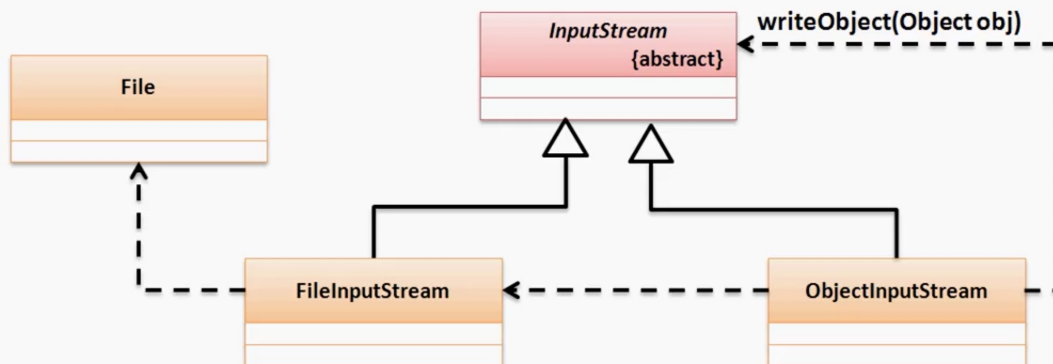 InputStream
{abstract}
writeObject(Object obj)
File
FileInputStream
ObjectInputStream